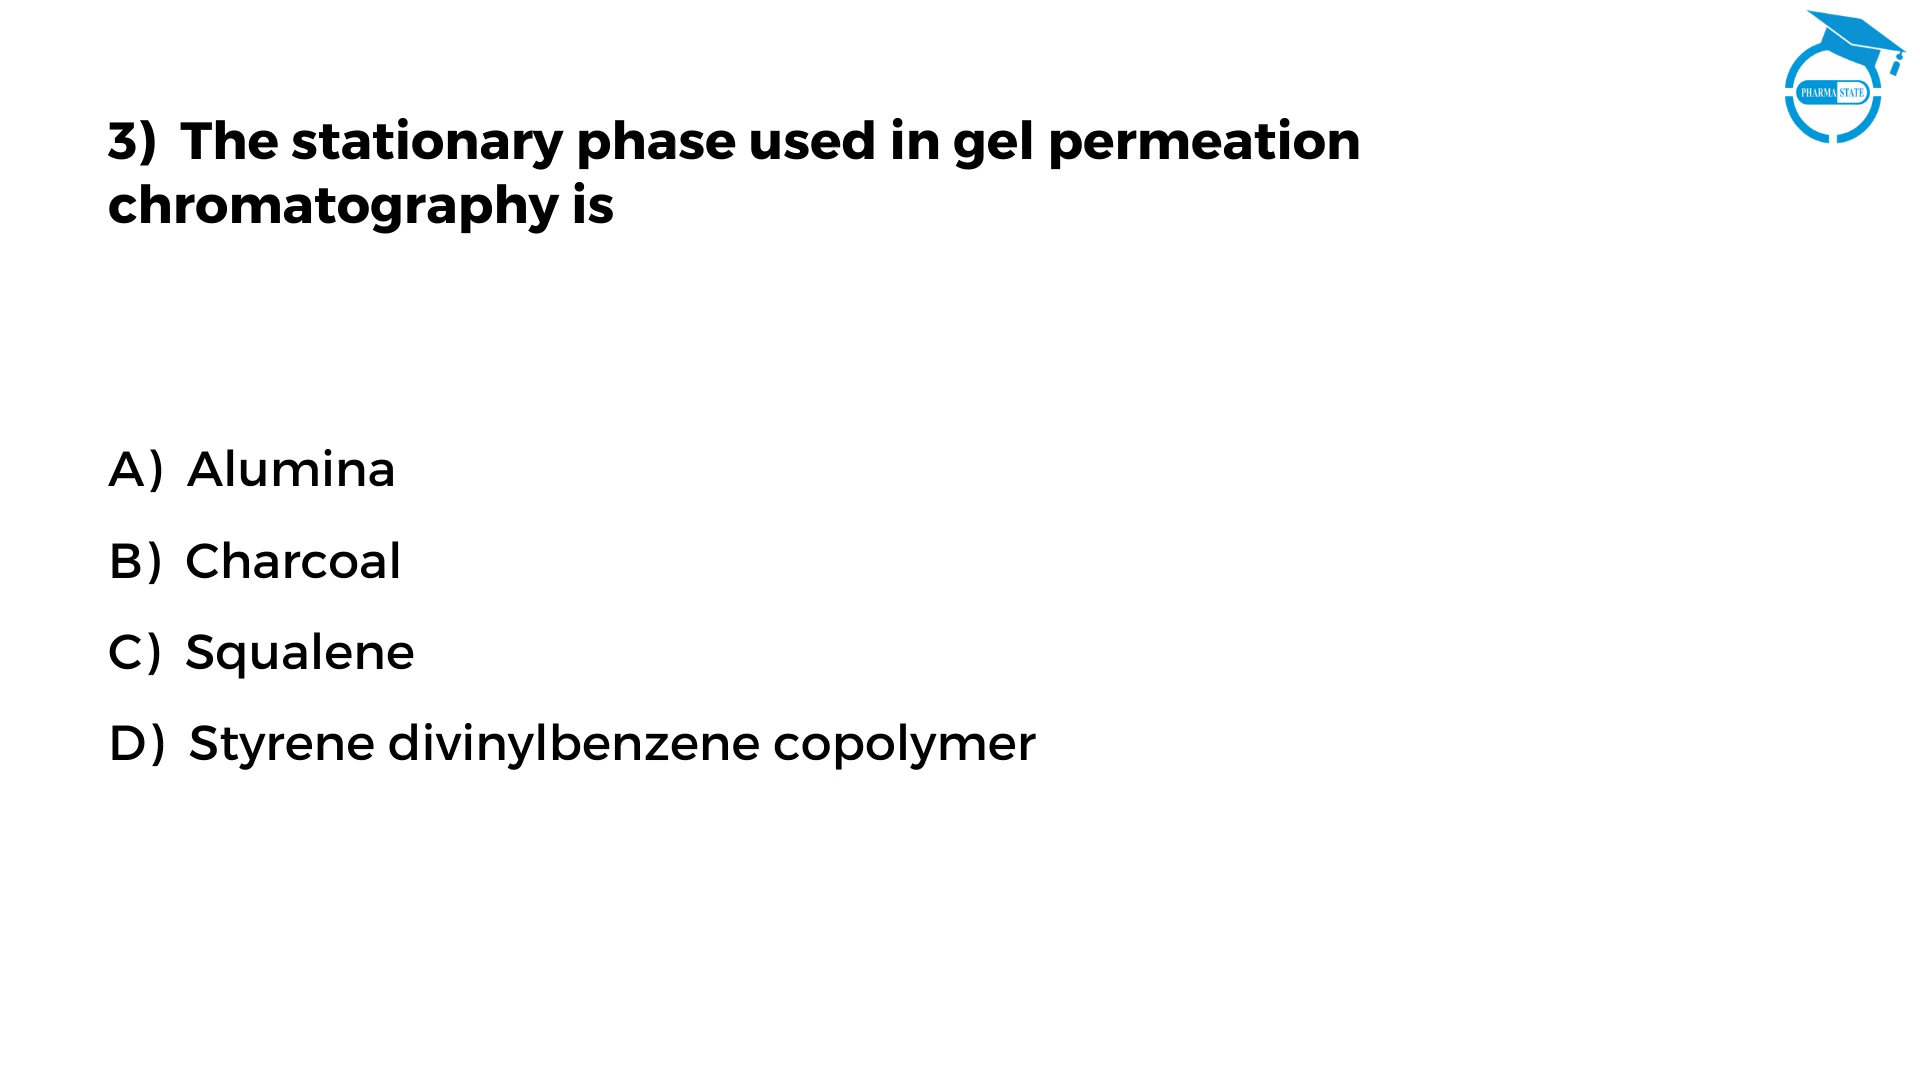 PHARMA STATE
3) The stationary phase used in gel permeation
chromatography is
A) Alumina
B) Charcoal
C) Squalene
D) Styrene divinylbenzene copolymer